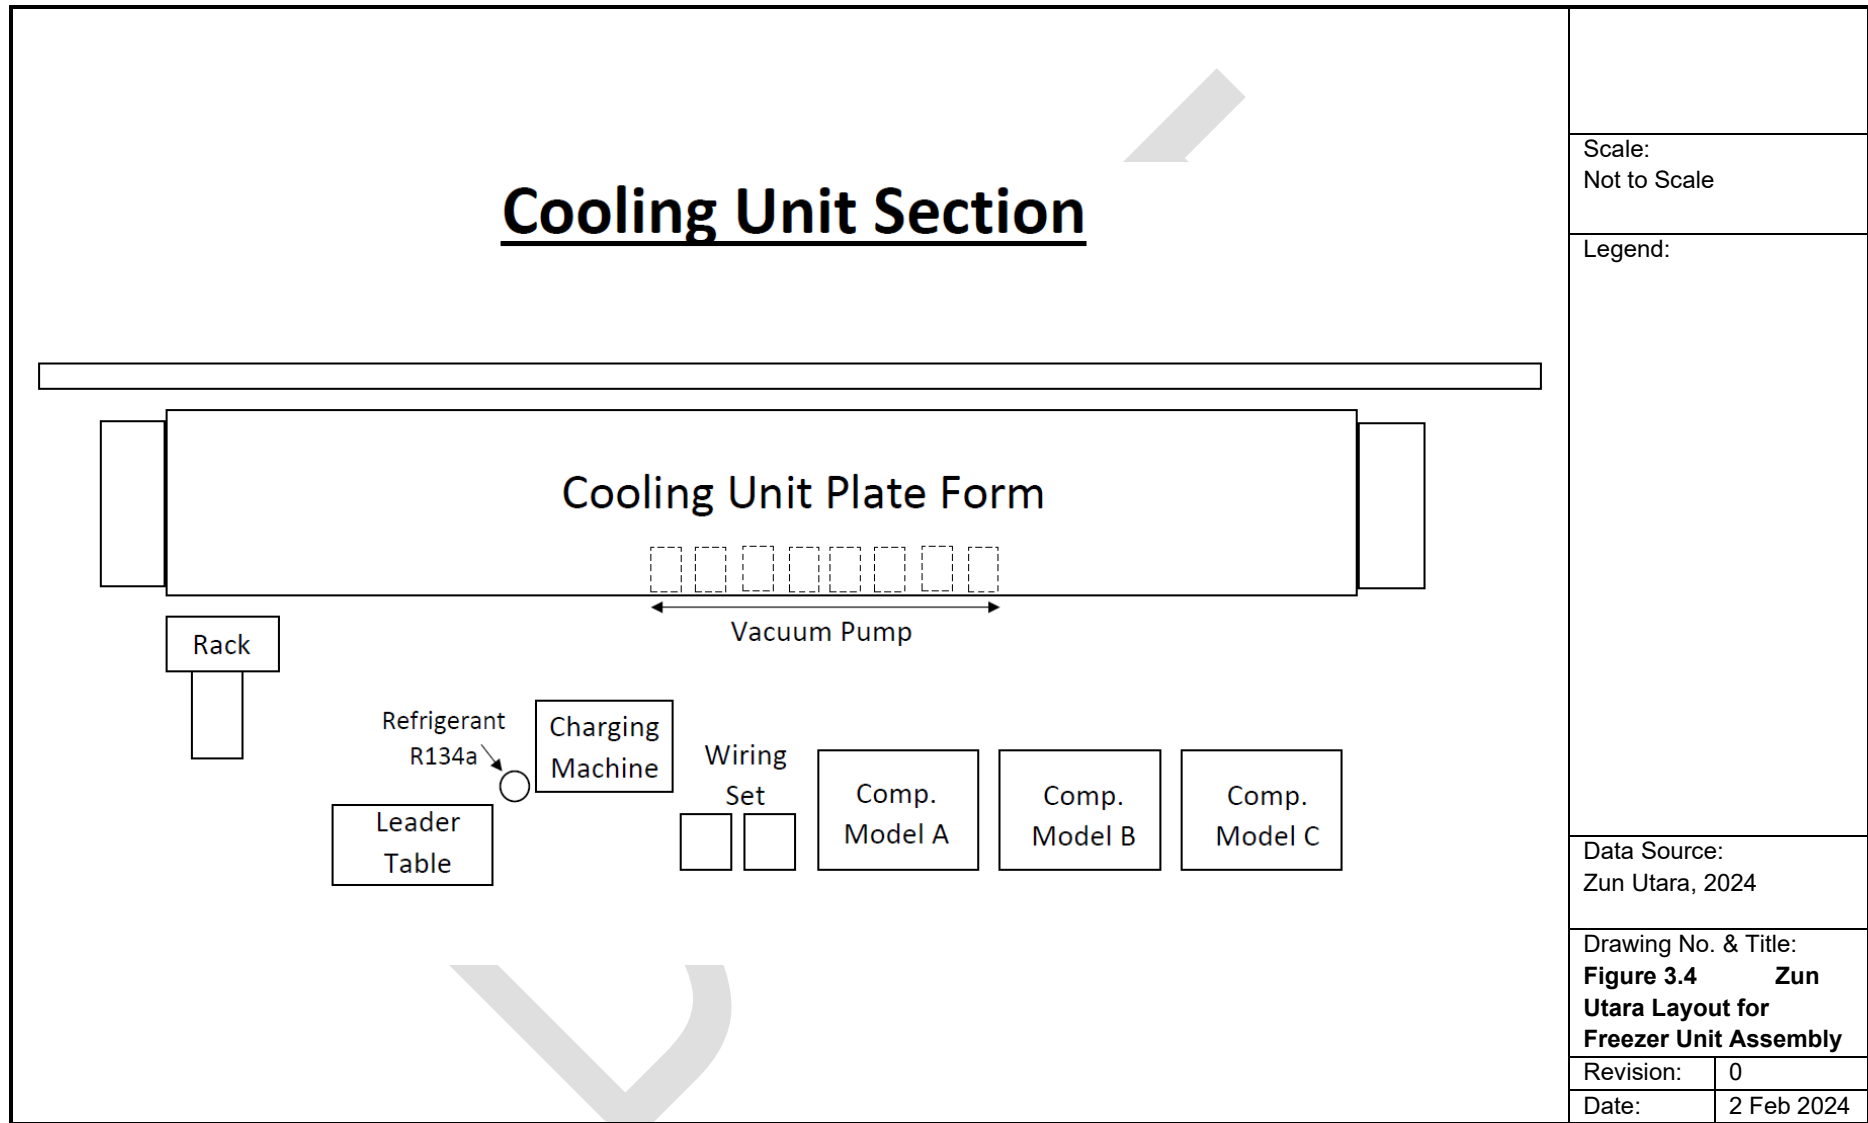 Cooling Unit Section
Cooling Unit Plate Form
Vacuum Pump
Rack
Refrigerant
R134a
Charging
Machine
Leader
Table
Wiring
Set
Comp.
Model A
Comp.
Model B
Comp.
Model C
Scale:
Not to Scale
Legend:
Data Source:
Zun Utara, 2024
Drawing No. & Title:
Figure 3.4 Zun
Utara Layout for
Freezer Unit Assembly
Revision: 0
Date: 2 Feb 2024